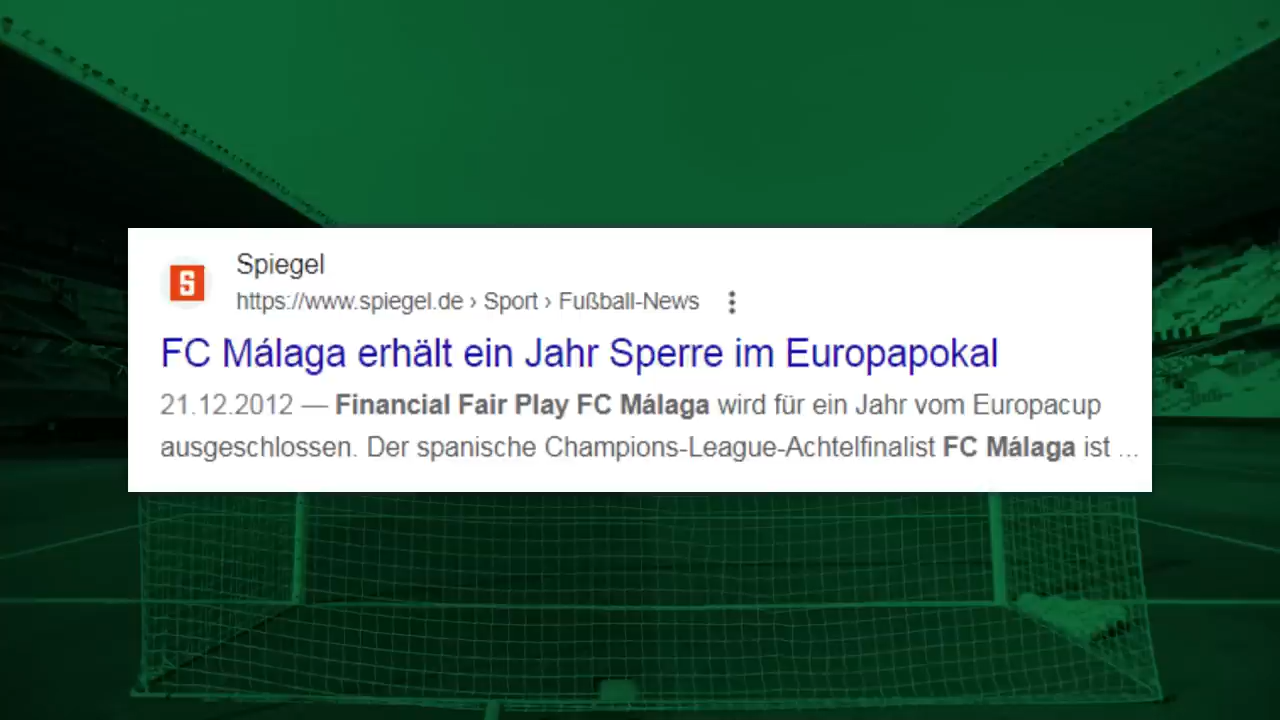 S
Spiegel
https://www.spiegel.de › Sport › Fußball-News
FC Málaga erhält ein Jahr Sperre im Europapokal
21.12.2012 — Financial Fair Play FC Málaga wird für ein Jahr vom Europacup
ausgeschlossen. Der spanische Champions-League-Achtelfinalist FC Málaga ist ...